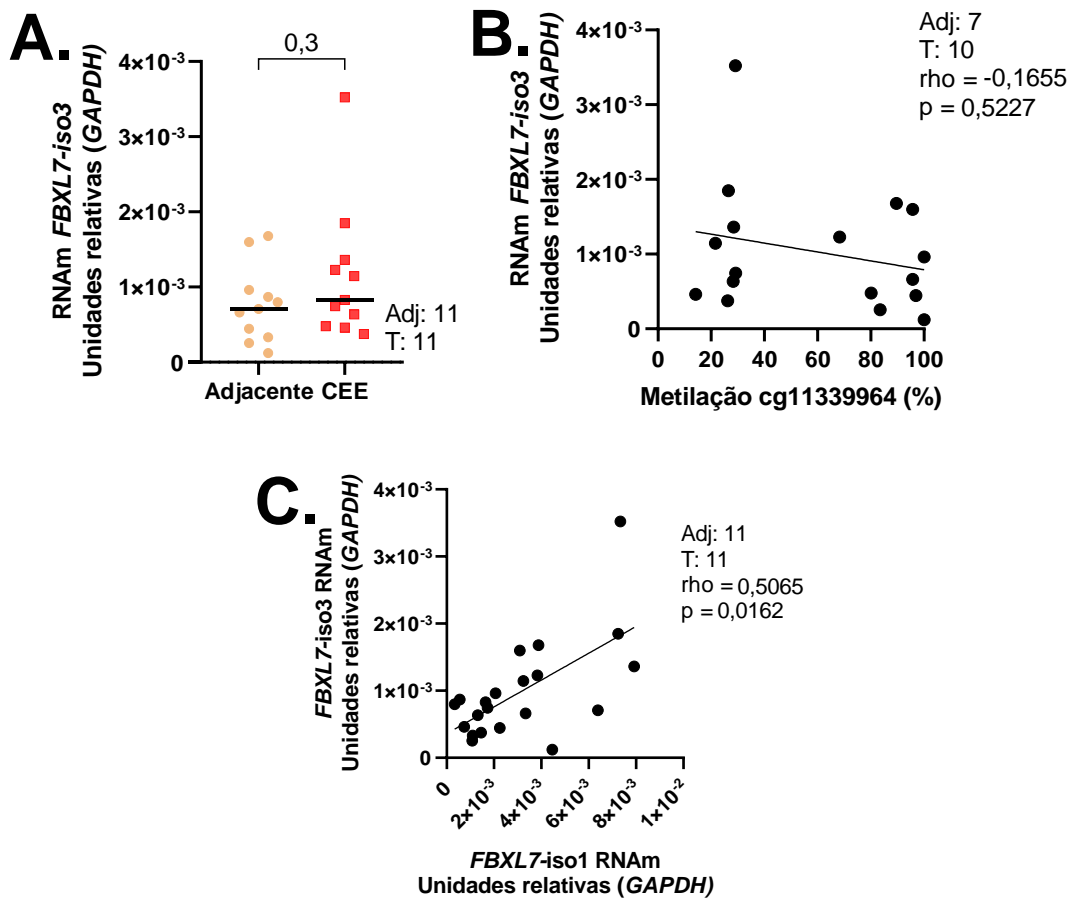 A.
0,3
RNAm FBXL7-iso3
Unidades relativas (GAPDH)
4×10⁻³
3×10⁻³
2×10⁻³
1×10⁻³
0
Adj: 11
T: 11
Adjacente CEE
B.
Adj: 7
T: 10
rho = -0,1655
p = 0,5227
RNAm FBXL7-iso3
Unidades relativas (GAPDH)
4×10⁻³
3×10⁻³
2×10⁻³
1×10⁻³
0
0 20 40 60 80 100
Metilação cg11339964 (%)
C.
FBXL7-iso3 RNAm
Unidades relativas (GAPDH)
4×10⁻³
3×10⁻³
2×10⁻³
1×10⁻³
0
Adj: 11
T: 11
rho = 0,5065
p = 0,0162
0 2×10⁻³ 4×10⁻³ 6×10⁻³ 8×10⁻³ 1×10⁻²
FBXL7-iso1 RNAm
Unidades relativas (GAPDH)